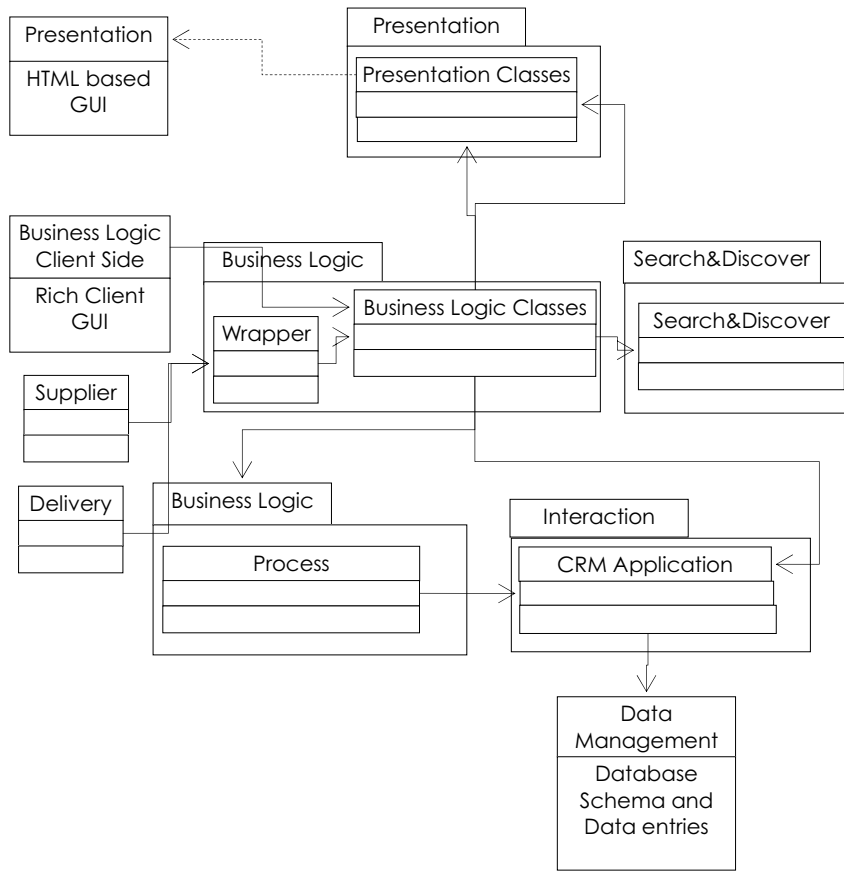 Presentation
HTML based
GUI
Presentation
Presentation Classes
Business Logic
Client Side
Rich Client
GUI
Business Logic
Business Logic Classes
Wrapper
Search&Discover
Search&Discover
Supplier
Delivery
Business Logic
Process
Interaction
CRM Application
Data
Management
Database
Schema and
Data entries